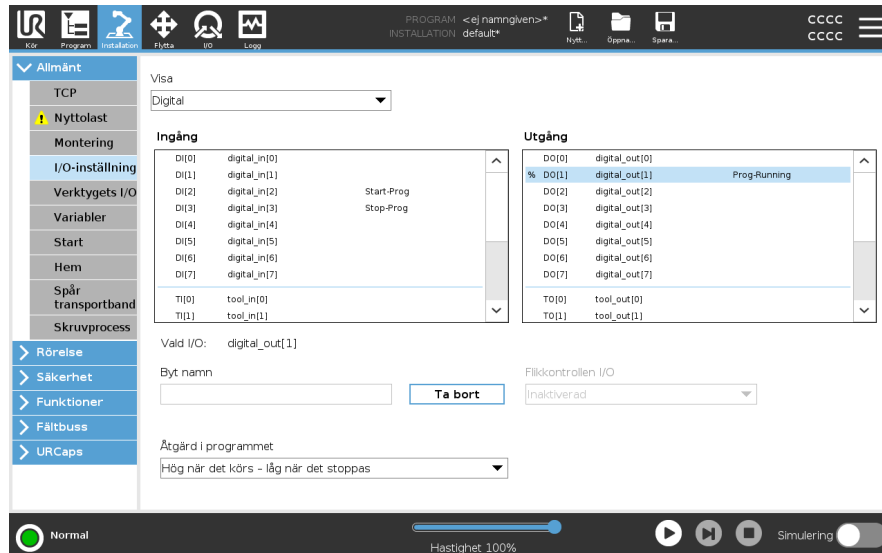 UR
PROGRAM <ej namngiven>*
INSTALLATION default*
cccc
cccc
Kör Program Installation Flytta I/O Logg Nytt... Öppna... Spara...
Allmänt
TCP
Nyttolast
Montering
I/O-inställning
Verktygets I/O
Variabler
Start
Hem
Spår
transportband
Skruvprocess
Rörelse
Säkerhet
Funktioner
Fältbuss
URCaps
Visa
Digital
Ingång
DI[0] digital_in[0]
DI[1] digital_in[1]
DI[2] digital_in[2] Start-Prog
DI[3] digital_in[3] Stop-Prog
DI[4] digital_in[4]
DI[5] digital_in[5]
DI[6] digital_in[6]
DI[7] digital_in[7]
TI[0] tool_in[0]
TI[1] tool_in[1]
Utgång
DO[0] digital_out[0]
% DO[1] digital_out[1] Prog-Running
DO[2] digital_out[2]
DO[3] digital_out[3]
DO[4] digital_out[4]
DO[5] digital_out[5]
DO[6] digital_out[6]
DO[7] digital_out[7]
TO[0] tool_out[0]
TO[1] tool_out[1]
Vald I/O: digital_out[1]
Byt namn
Ta bort
Flikkontrollen I/O
Inaktiverad
Åtgärd i programmet
Hög när det körs – låg när det stoppas
Normal
Hastighet 100%
Simulering